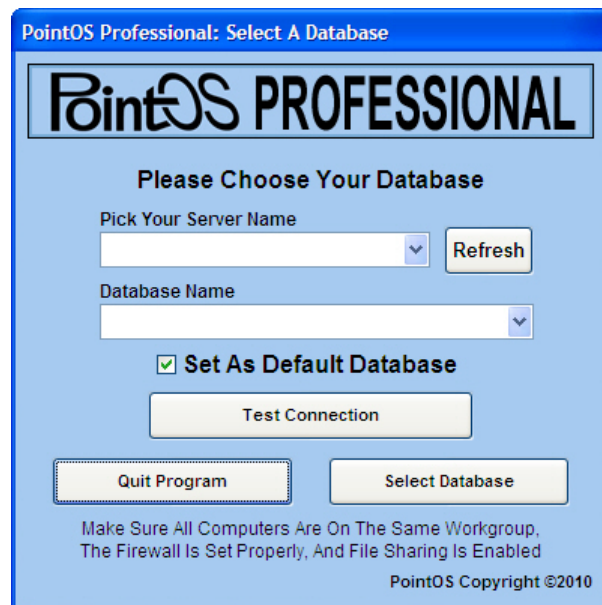 PointOS Professional: Select A Database
PointOS PROFESSIONAL
Please Choose Your Database
Pick Your Server Name
Refresh
Database Name
Set As Default Database
Test Connection
Quit Program Select Database
Make Sure All Computers Are On The Same Workgroup,
The Firewall Is Set Properly, And File Sharing Is Enabled
PointOS Copyright ©2010